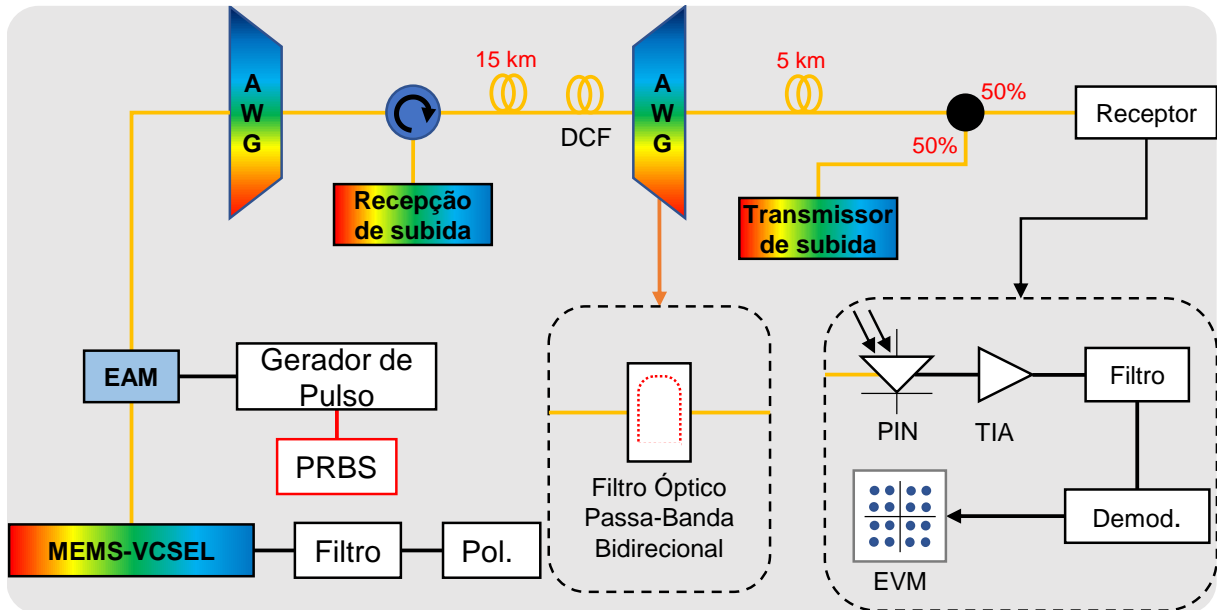 A
W
G
15 km
DCF
A
W
G
5 km
50%
50%
Receptor
Recepção
de subida
Transmissor
de subida
EAM
Gerador de
Pulso
PRBS
MEMS-VCSEL
Filtro
Pol.
Filtro Óptico
Passa-Banda
Bidirecional
PIN
TIA
Filtro
Demod.
EVM